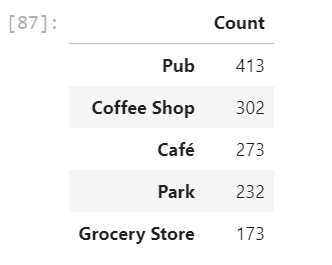 [87]: Count
Pub 413
Coffee Shop 302
Café 273
Park 232
Grocery Store 173